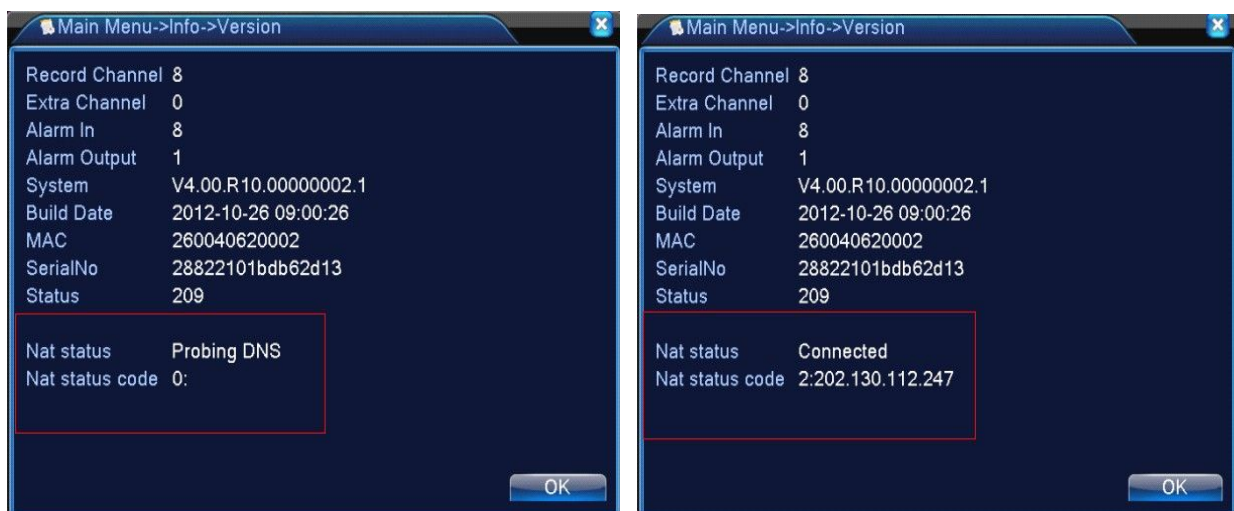 Main Menu->Info->Version
Record Channel 8
Extra Channel 0
Alarm In 8
Alarm Output 1
System V4.00.R10.00000002.1
Build Date 2012-10-26 09:00:26
MAC 260040620002
SerialNo 28822101bdb62d13
Status 209
Nat status Probing DNS
Nat status code 0:
OK
Main Menu->Info->Version
Record Channel 8
Extra Channel 0
Alarm In 8
Alarm Output 1
System V4.00.R10.00000002.1
Build Date 2012-10-26 09:00:26
MAC 260040620002
SerialNo 28822101bdb62d13
Status 209
Nat status Connected
Nat status code 2:202.130.112.247
OK